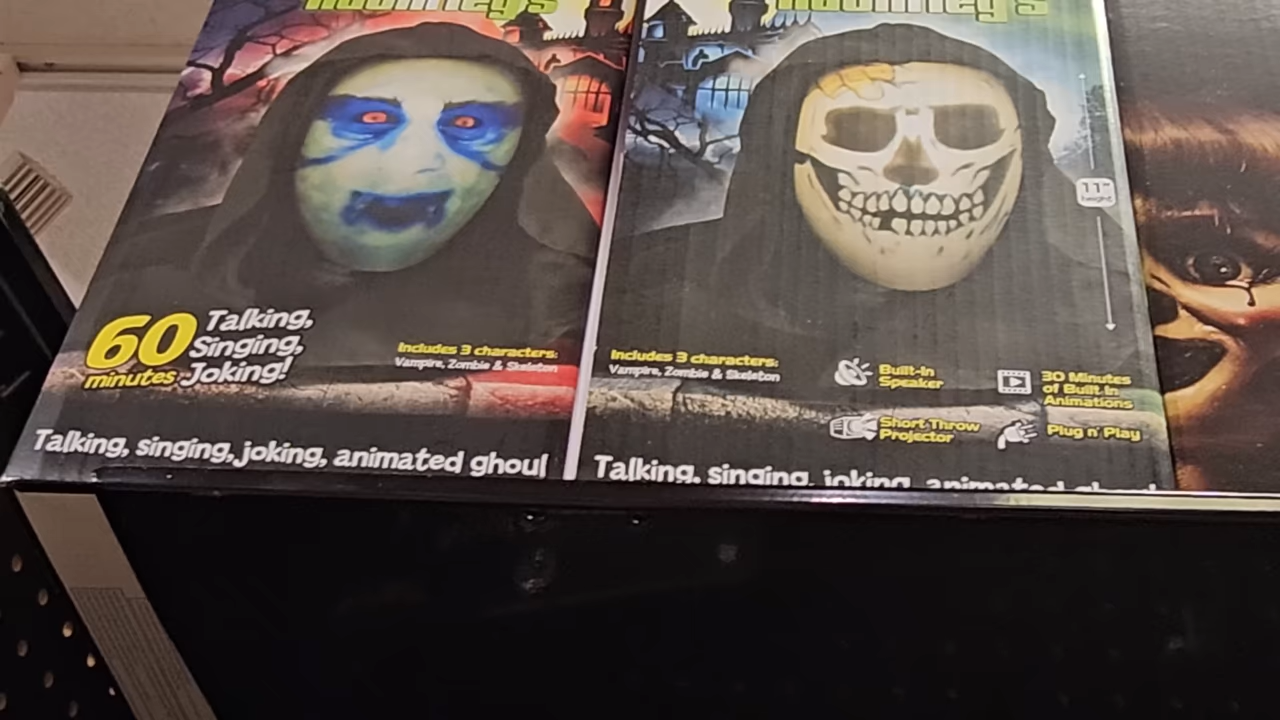 60
minutes
Talking,
Singing,
Joking!
Includes 3 characters:
Vampire, Zombie & Skeleton
Talking, singing, joking, animated ghoul
11"
height
Includes 3 characters:
Vampire, Zombie & Skeleton
Built-In
Speaker
30 Minutes
of Built In
Animations
Short Throw
Projector
Plug n' Play
Talking, singing, joking, animated ghoul